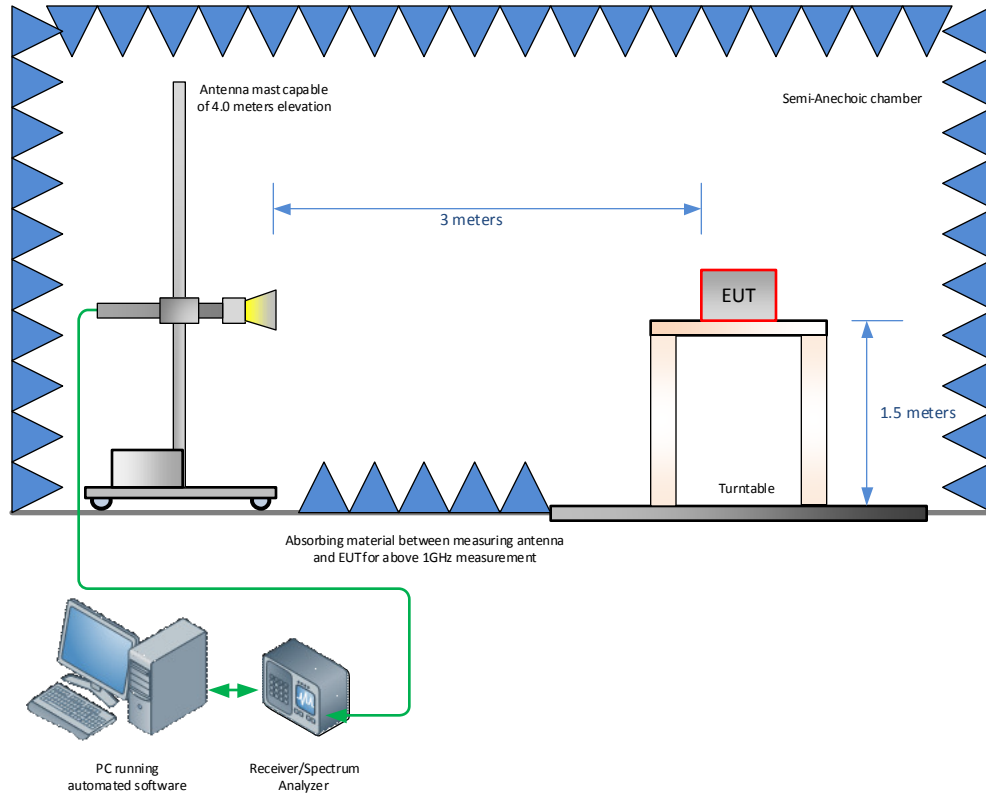 Antenna mast capable
of 4.0 meters elevation
Semi-Anechoic chamber
3 meters
EUT
1.5 meters
Turntable
Absorbing material between measuring antenna
and EUT for above 1GHz measurement
PC running
automated software
Receiver/Spectrum
Analyzer